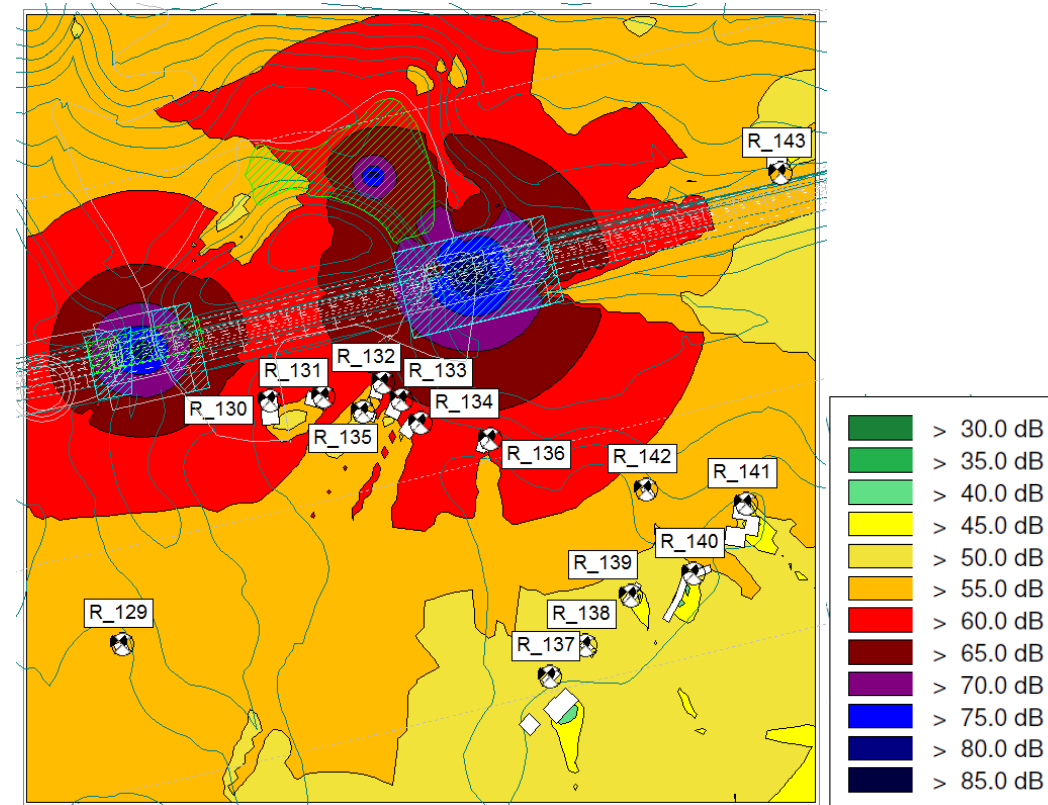 R_143
R_132
R_131
R_133
R_130
R_134
R_135
R_136
R_142
R_141
R_140
R_139
R_129
R_138
R_137
> 30.0 dB
> 35.0 dB
> 40.0 dB
> 45.0 dB
> 50.0 dB
> 55.0 dB
> 60.0 dB
> 65.0 dB
> 70.0 dB
> 75.0 dB
> 80.0 dB
> 85.0 dB